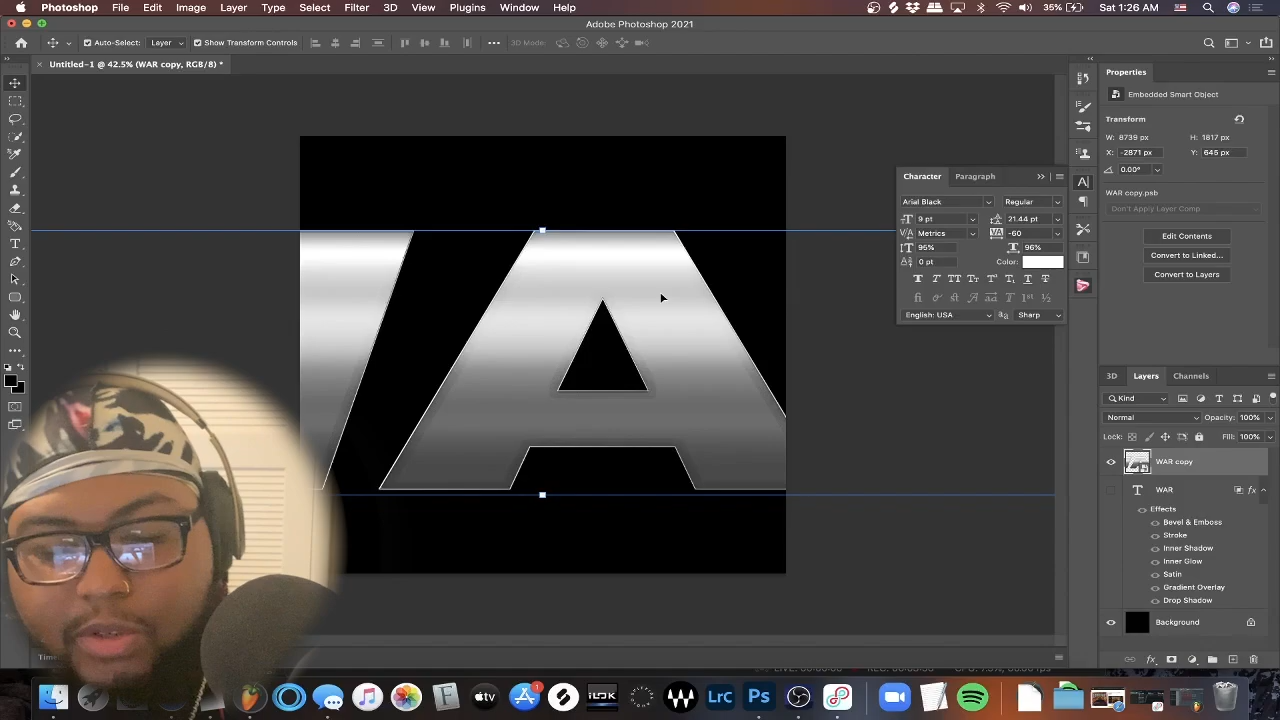 Photoshop File Edit Image Layer Type Select Filter 3D View Plugins Window Help 35% Sat 1:26 AM
Adobe Photoshop 2021
Auto-Select: Layer Show Transform Controls 3D Mode:
Untitled-1 @ 42.5% (WAR copy, RGB/8) *
Properties
Embedded Smart Object
Transform
W: 8739 px H: 1817 px
X: -2871 px Y: 645 px
0.00°
WAR copy.psb
Don't Apply Layer Comp
Edit Contents
Convert to Linked...
Convert to Layers
Character Paragraph
Arial Black Regular
9 pt 21.44 pt
Metrics -60
95% 96%
0 pt Color:
English: USA Sharp
A
3D Layers Channels
Kind
Normal Opacity: 100%
Lock: Fill: 100%
WAR copy
WAR fx
Effects
Bevel & Emboss
Stroke
Inner Shadow
Inner Glow
Satin
Gradient Overlay
Drop Shadow
Background
LrC Ps